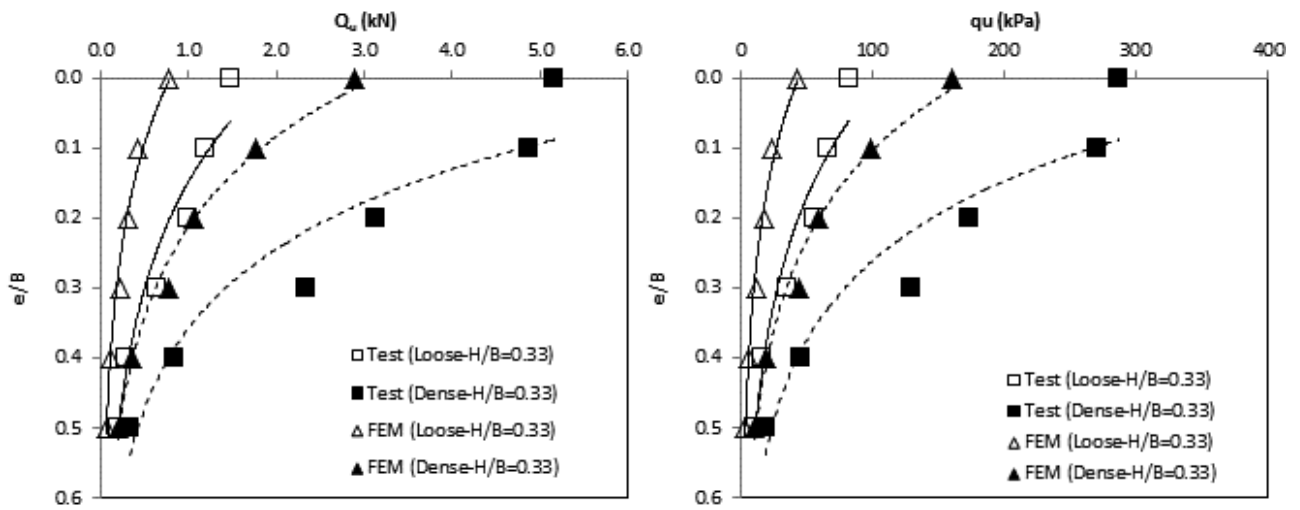 Qᵤ (kN)
0.0 1.0 2.0 3.0 4.0 5.0 6.0
0.0
0.1
0.2
0.3
0.4
0.5
0.6
e/B
Test (Loose-H/B=0.33)
Test (Dense-H/B=0.33)
FEM (Loose-H/B=0.33)
FEM (Dense-H/B=0.33)
qu (kPa)
0 100 200 300 400
0.0
0.1
0.2
0.3
0.4
0.5
0.6
e/B
Test (Loose-H/B=0.33)
Test (Dense-H/B=0.33)
FEM (Loose-H/B=0.33)
FEM (Dense-H/B=0.33)